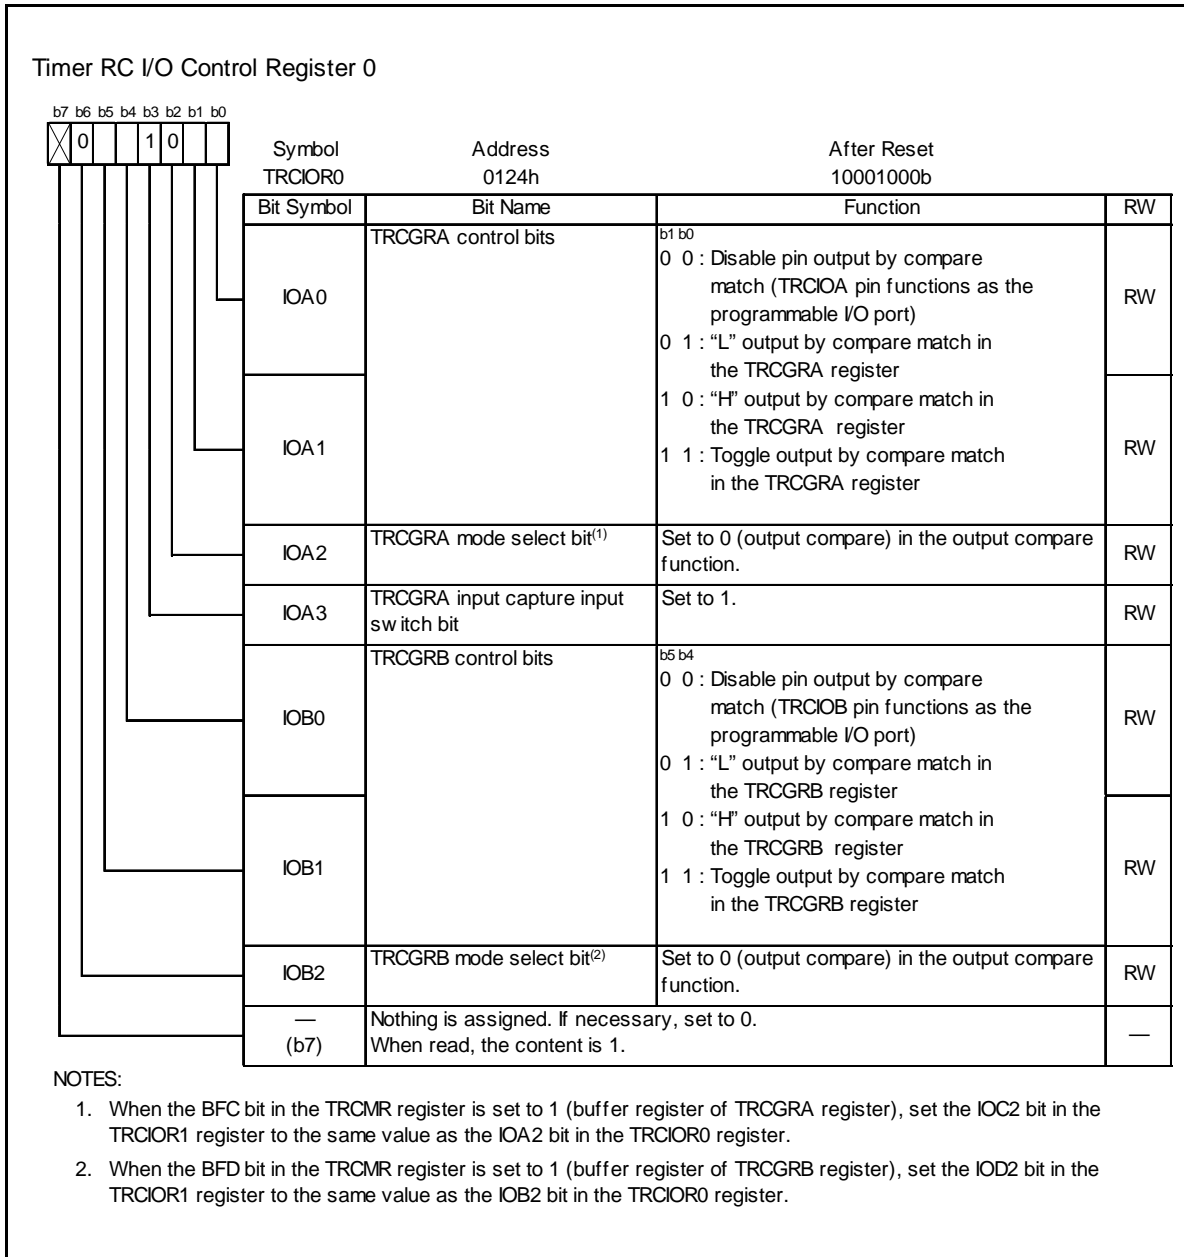 Timer RC I/O Control Register 0
b7 b6 b5 b4 b3 b2 b1 b0
0 1 0
Symbol Address After Reset
TRCIOR0 0124h 10001000b
Bit Symbol Bit Name Function RW
IOA0
IOA1
TRCGRA control bits
b1 b0
0 0 : Disable pin output by compare
match (TRCIOA pin functions as the
programmable I/O port)
0 1 : “L” output by compare match in
the TRCGRA register
1 0 : “H” output by compare match in
the TRCGRA register
1 1 : Toggle output by compare match
in the TRCGRA register
RW
RW
IOA2
TRCGRA mode select bit(1)
Set to 0 (output compare) in the output compare
function.
RW
IOA3
TRCGRA input capture input
switch bit
Set to 1.
RW
IOB0
IOB1
TRCGRB control bits
b5 b4
0 0 : Disable pin output by compare
match (TRCIOB pin functions as the
programmable I/O port)
0 1 : “L” output by compare match in
the TRCGRB register
1 0 : “H” output by compare match in
the TRCGRB register
1 1 : Toggle output by compare match
in the TRCGRB register
RW
RW
IOB2
TRCGRB mode select bit(2)
Set to 0 (output compare) in the output compare
function.
RW
—
(b7)
Nothing is assigned. If necessary, set to 0.
When read, the content is 1.
—
NOTES:
1. When the BFC bit in the TRCMR register is set to 1 (buffer register of TRCGRA register), set the IOC2 bit in the
TRCIOR1 register to the same value as the IOA2 bit in the TRCIOR0 register.
2. When the BFD bit in the TRCMR register is set to 1 (buffer register of TRCGRB register), set the IOD2 bit in the
TRCIOR1 register to the same value as the IOB2 bit in the TRCIOR0 register.